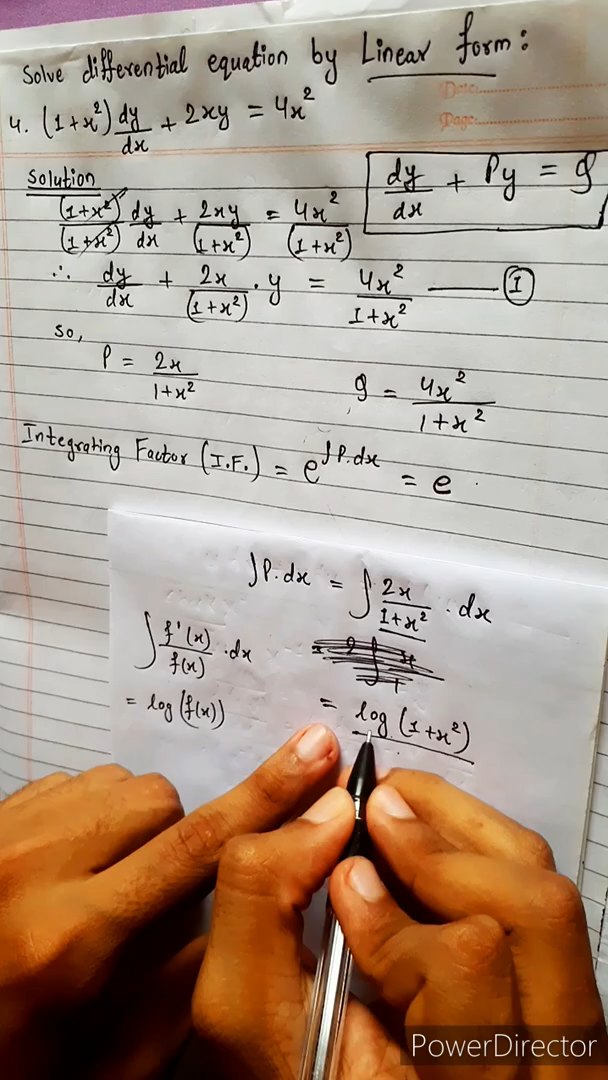 Solve differential equation by Linear form:
Date:
Page:
4. (1+x²) dy/dx + 2xy = 4x²
Solution
dy/dx + Py = Q
(1+x²)/(1+x²) dy/dx + 2xy/(1+x²) = 4x²/(1+x²)
∴ dy/dx + 2x/(1+x²) · y = 4x²/1+x² —— I
so,
P = 2x/1+x²
Q = 4x²/1+x²
Integrating Factor (I.F.) = e^∫P.dx = e
∫P.dx = ∫ 2x/1+x² . dx
∫ f'(x)/f(x) . dx
= log (f(x))
= log (1+x²)
PowerDirector